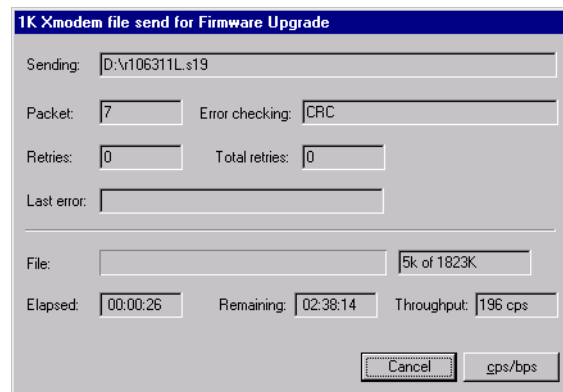 1K Xmodem file send for Firmware Upgrade
Sending: D:\r106311L.s19
Packet: 7 Error checking: CRC
Retries: 0 Total retries: 0
Last error:
File: 5k of 1823K
Elapsed: 00:00:26 Remaining: 02:38:14 Throughput: 196 cps
Cancel cps/bps